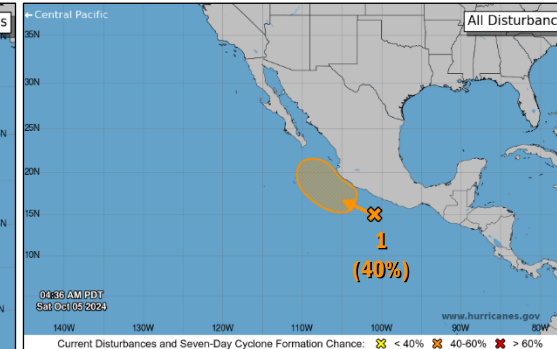 s
← Central Pacific
All Disturbanc
35N
30N
25N
20N
15N
10N
1
(40%)
04:36 AM PDT
Sat Oct 05 2024
www.hurricanes.gov
140W 130W 120W 110W 100W 90W 80W
Current Disturbances and Seven-Day Cyclone Formation Chance: < 40% 40-60% > 60%